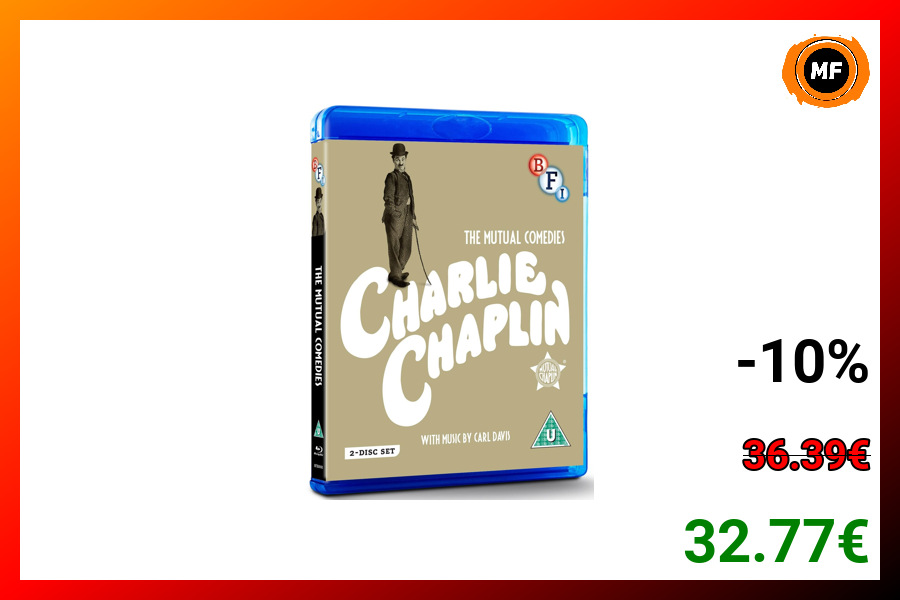 MF
B
F
I
THE MUTUAL COMEDIES
CHARLIE
CHAPLIN
WITH MUSIC BY CARL DAVIS
U
2-DISC SET
B
F
THE MUTUAL COMEDIES
-10%
36.39€
32.77€